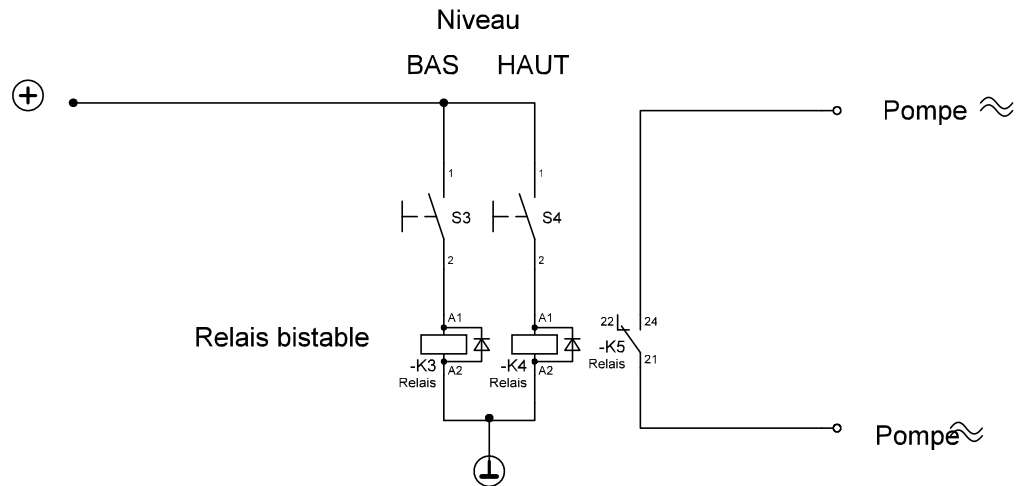 Niveau
BAS HAUT
Pompe
1 1
S3 S4
2 2
Relais bistable
A1 A1
22 24
-K3 -K4 -K5
A2 A2 21
Relais Relais Relais
Pompe